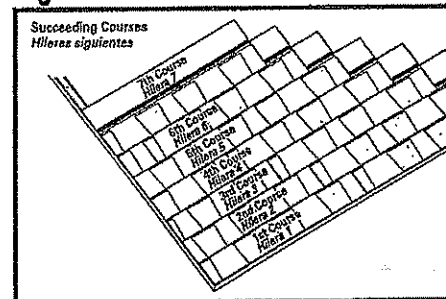 Succeeding Courses
Hileras siguientes
7th Course
Hilera 7
6th Course
Hilera 6
5th Course
Hilera 5
4th Course
Hilera 4
3rd Course
Hilera 3
2nd Course
Hilera 2
1st Course
Hilera 1